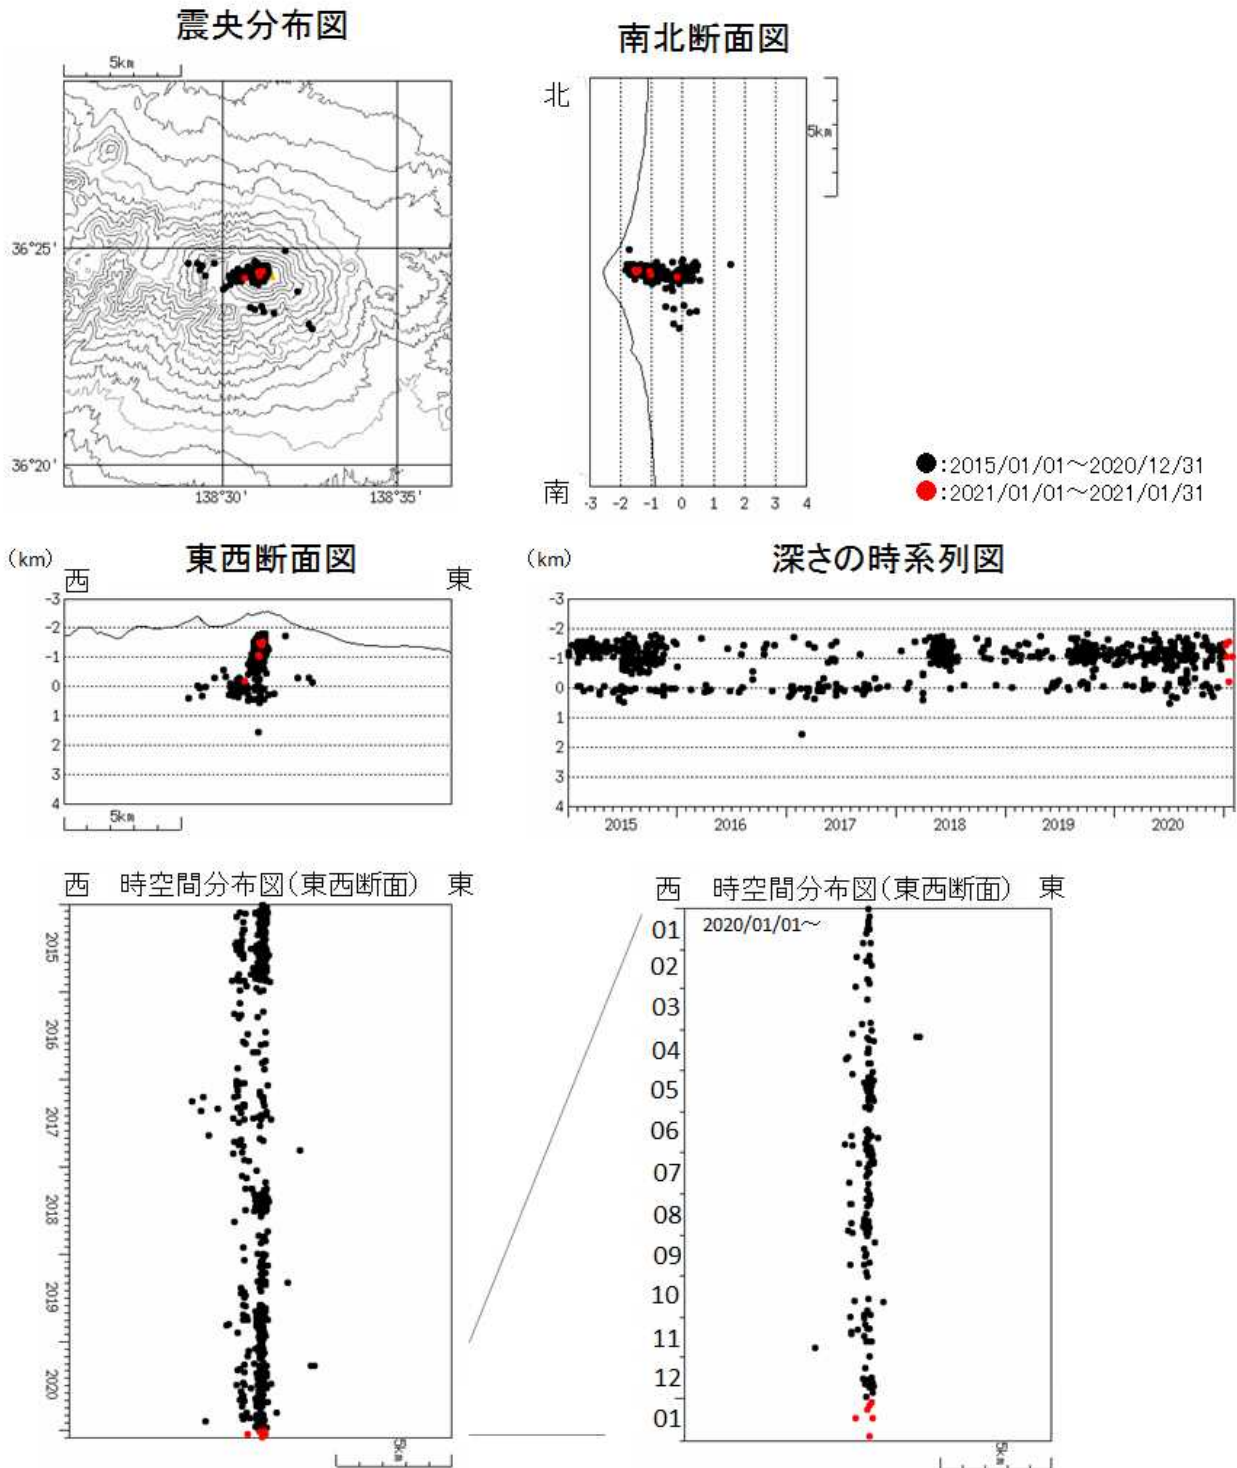 震央分布図
5km
36°25'
36°20'
138°30'
138°35'
南北断面図
北
南
5km
-3 -2 -1 0 1 2 3 4
●:2015/01/01～2020/12/31
●:2021/01/01～2021/01/31
(km)
西
東西断面図
東
-3
-2
-1
0
1
2
3
4
5km
(km)
深さの時系列図
-3
-2
-1
0
1
2
3
4
2015 2016 2017 2018 2019 2020
西 時空間分布図(東西断面) 東
2015
2016
2017
2018
2019
2020
5km
西 時空間分布図(東西断面) 東
2020/01/01～
01
02
03
04
05
06
07
08
09
10
11
12
01
5km